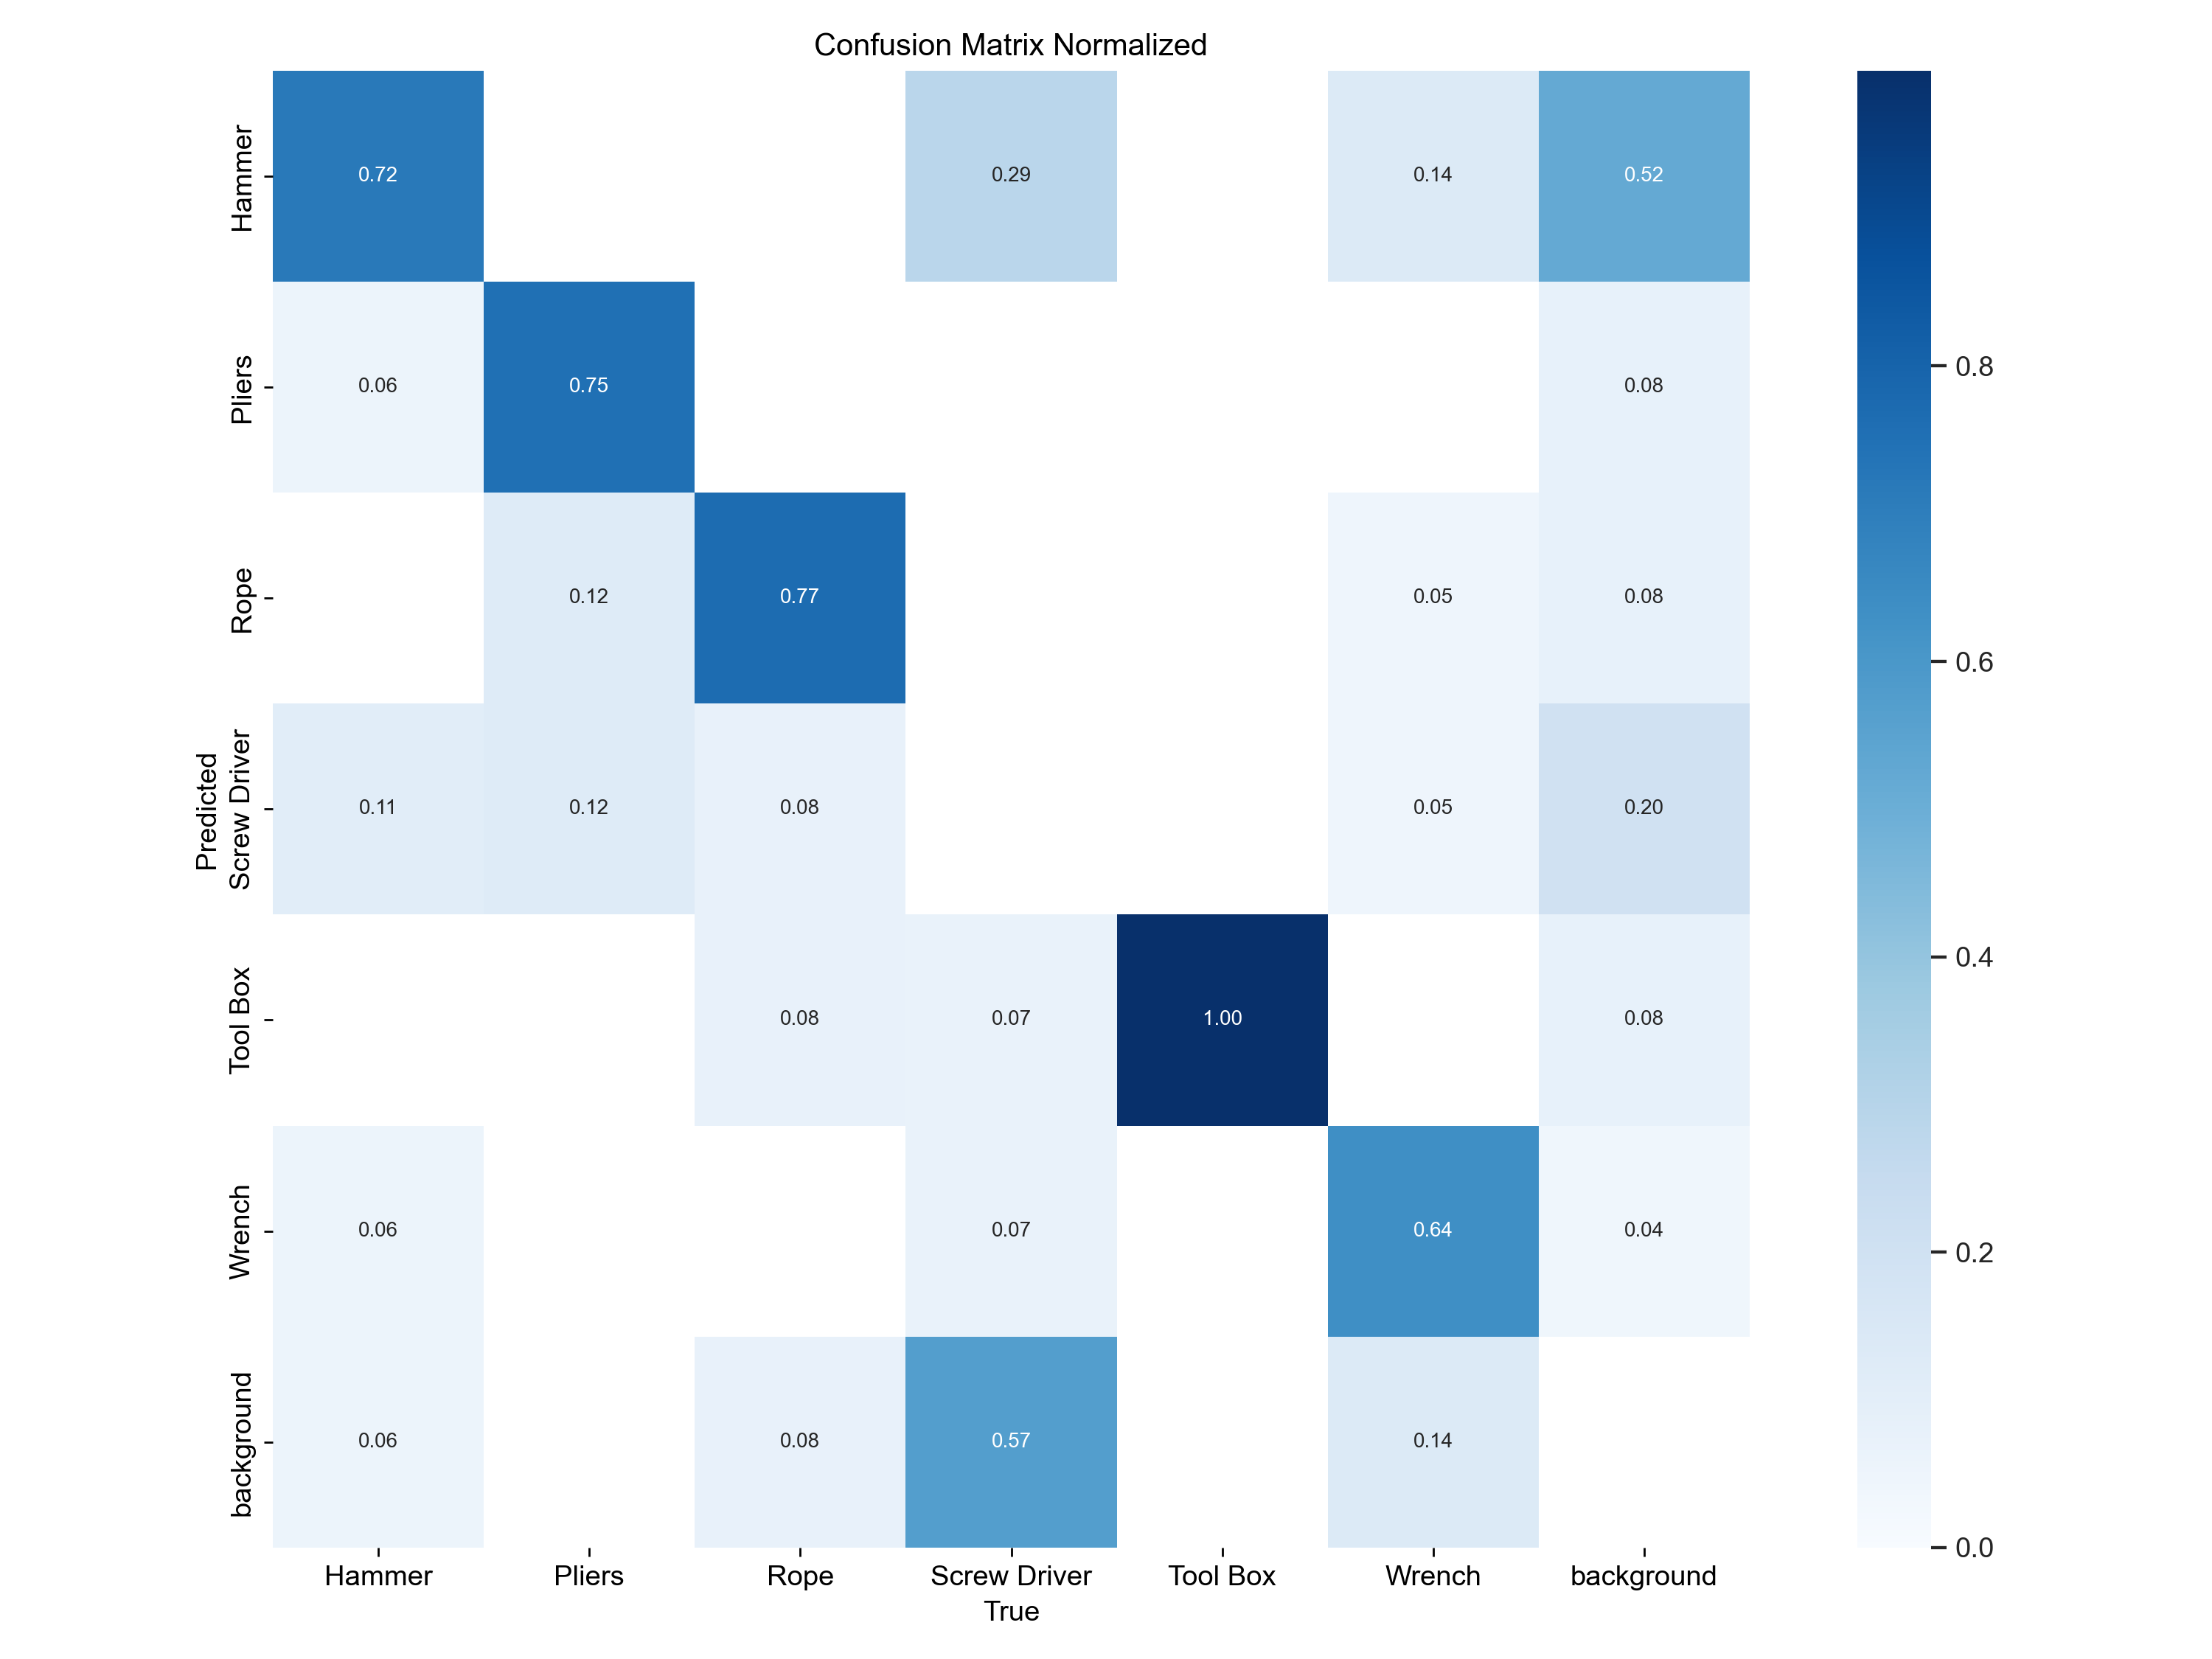 Confusion Matrix Normalized
Hammer
0.72
0.29
0.14
0.52
Pliers
0.06
0.75
0.08
0.8
Rope
0.12
0.77
0.05
0.08
0.6
Predicted
Screw Driver
0.11
0.12
0.08
0.05
0.20
Tool Box
0.08
0.07
1.00
0.08
0.4
Wrench
0.06
0.07
0.64
0.04
0.2
background
0.06
0.08
0.57
0.14
0.0
Hammer
Pliers
Rope
Screw Driver
Tool Box
Wrench
background
True